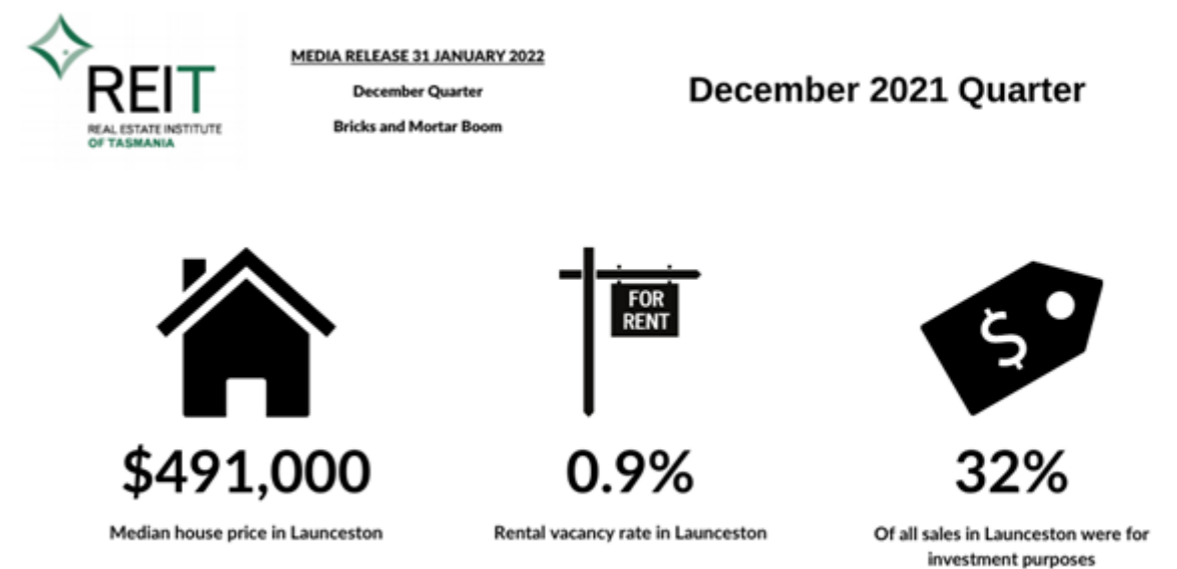 REIT
REAL ESTATE INSTITUTE
OF TASMANIA
MEDIA RELEASE 31 JANUARY 2022
December Quarter
Bricks and Mortar Boom
December 2021 Quarter
FOR
RENT
$
$491,000
Median house price in Launceston
0.9%
Rental vacancy rate in Launceston
32%
Of all sales in Launceston were for
investment purposes